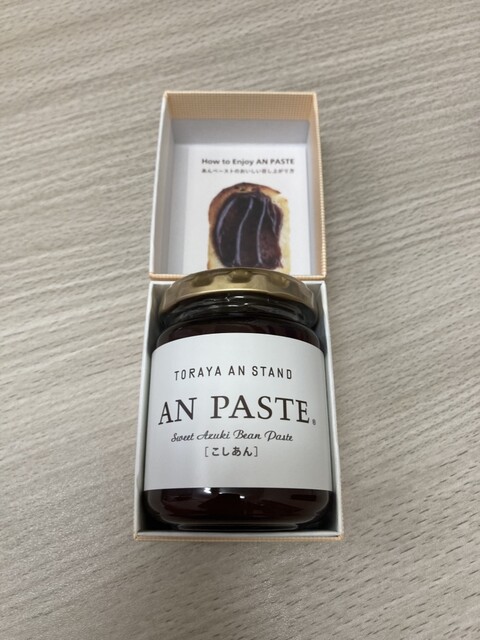 How to Enjoy AN PASTE
あんペーストのおいしい召し上がり方
TORAYA AN STAND
AN PASTE®
Sweet Azuki Bean Paste
[こしあん]